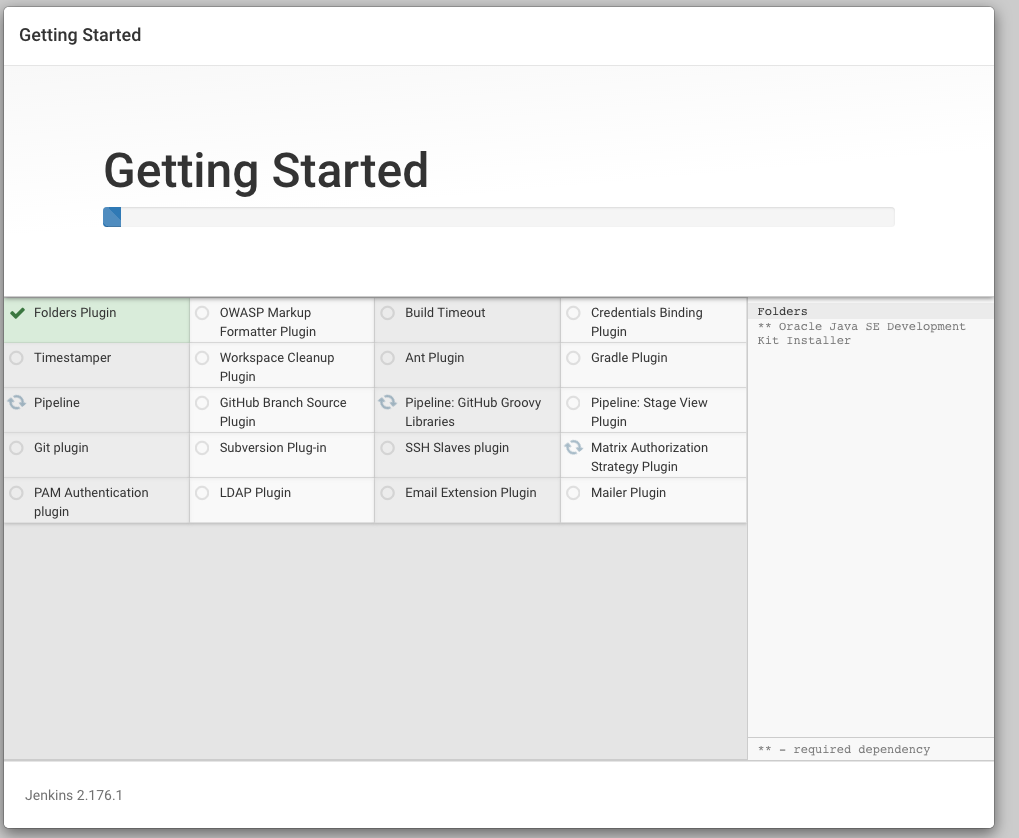 Getting Started
Getting Started
Folders Plugin
OWASP Markup
Formatter Plugin
Build Timeout
Credentials Binding
Plugin
Timestamper
Workspace Cleanup
Plugin
Ant Plugin
Gradle Plugin
Pipeline
GitHub Branch Source
Plugin
Pipeline: GitHub Groovy
Libraries
Pipeline: Stage View
Plugin
Git plugin
Subversion Plug-in
SSH Slaves plugin
Matrix Authorization
Strategy Plugin
PAM Authentication
plugin
LDAP Plugin
Email Extension Plugin
Mailer Plugin
Folders
** Oracle Java SE Development
Kit Installer
** - required dependency
Jenkins 2.176.1